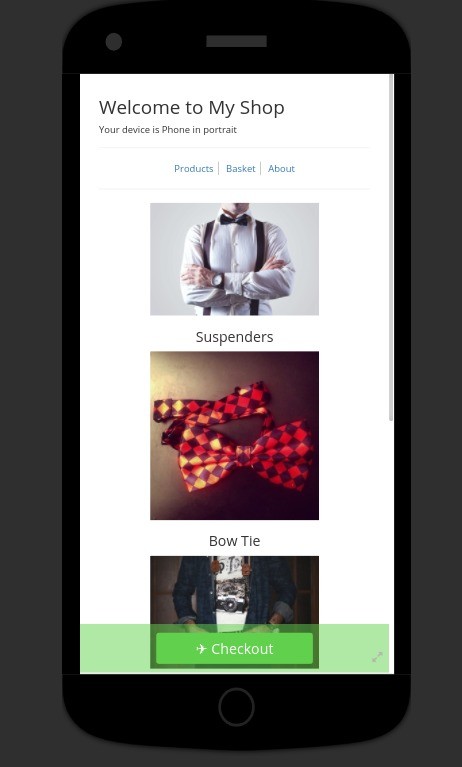 Welcome to My Shop
Your device is Phone in portrait
Products | Basket | About
Suspenders
Bow Tie
✈ Checkout